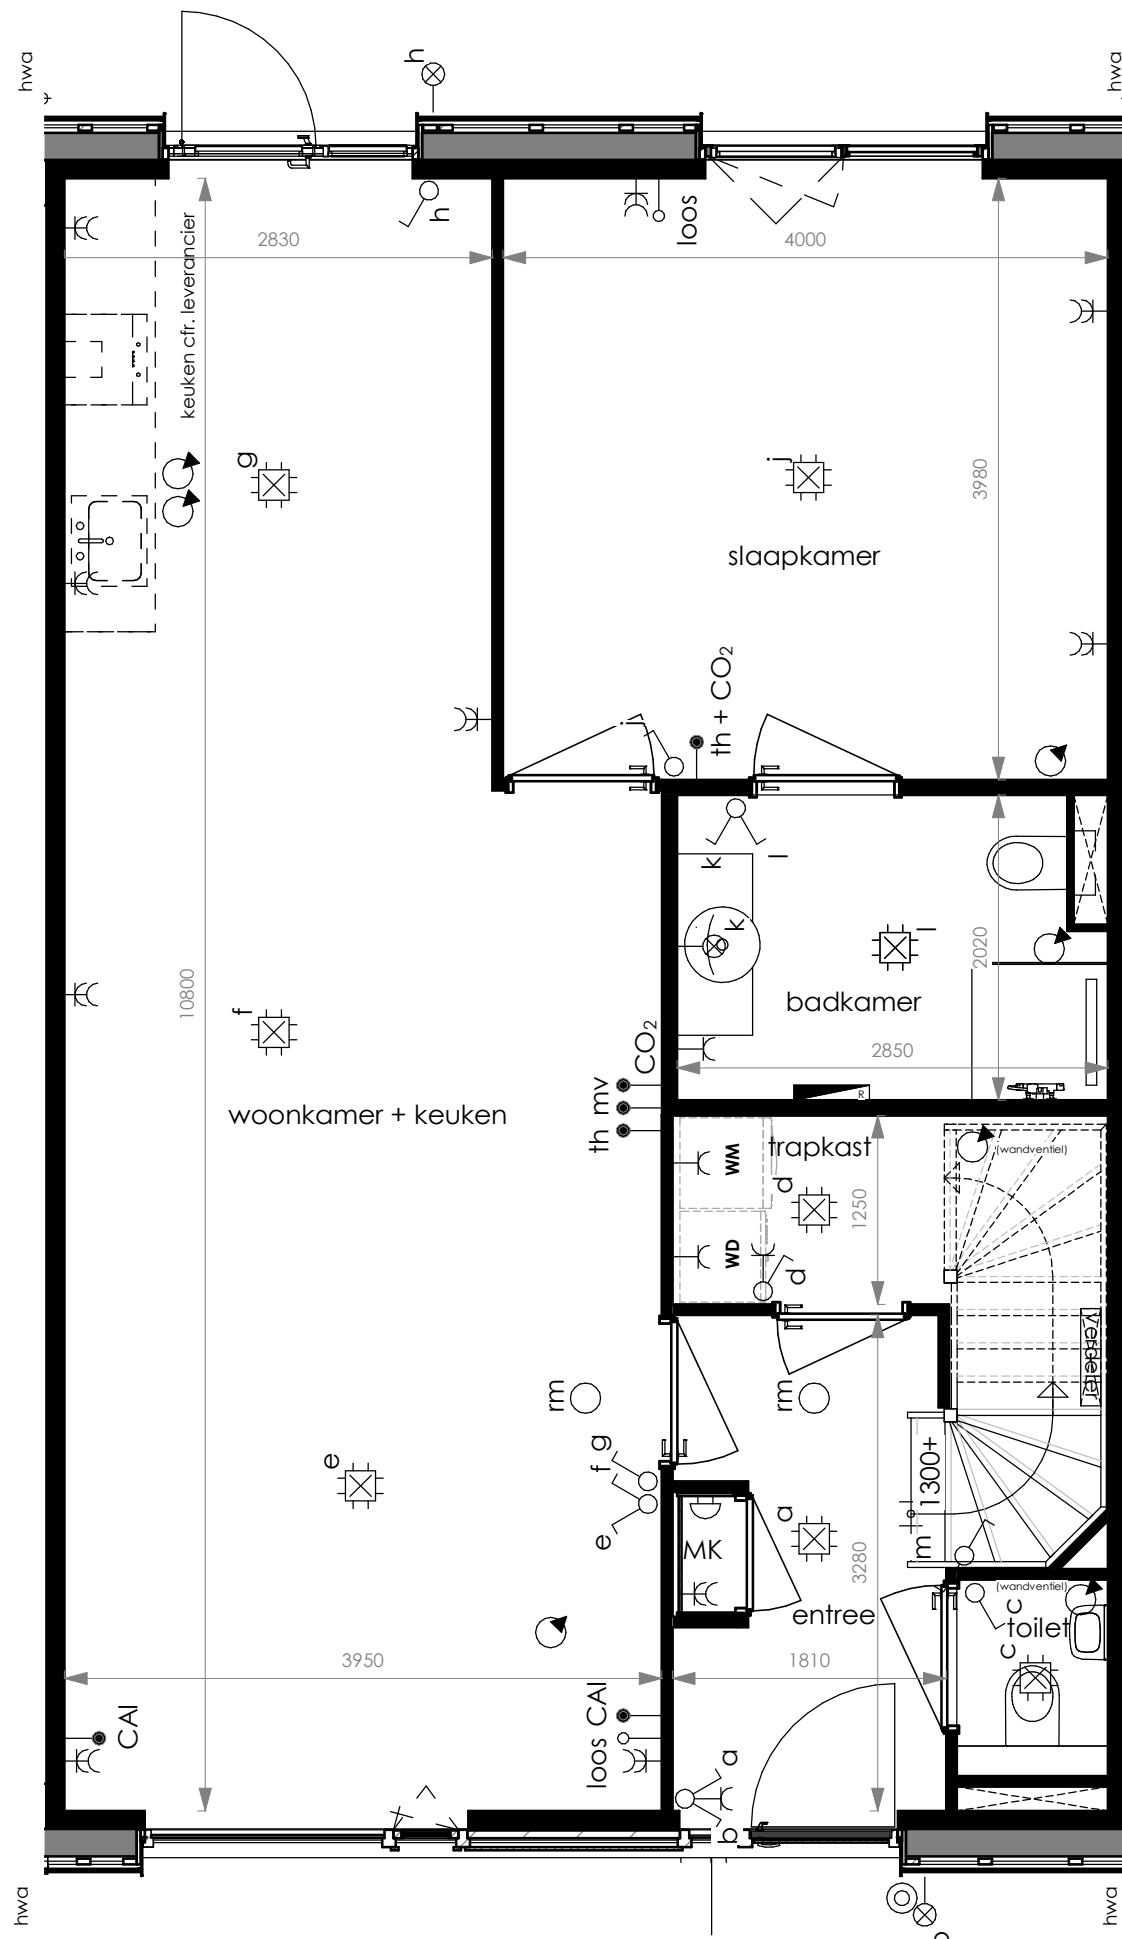 hwa
h
hwa
h
loos
keuken cfr. leverancier
2830
4000
g
j
3980
slaapkamer
j
th + CO2
k
l
k
l
2020
badkamer
10800
f
CO2
2850
R
woonkamer + keuken
mv
th
WM
trapkast
(wandventiel)
d
1250
WD
d
verdeler
rm
rm
g
f
e
1300+
m
e
a
MK
3280
(wandventiel)
entree
c
toilet
c
3950
1810
CAI
CAI
loos
a
b
hwa
hwa